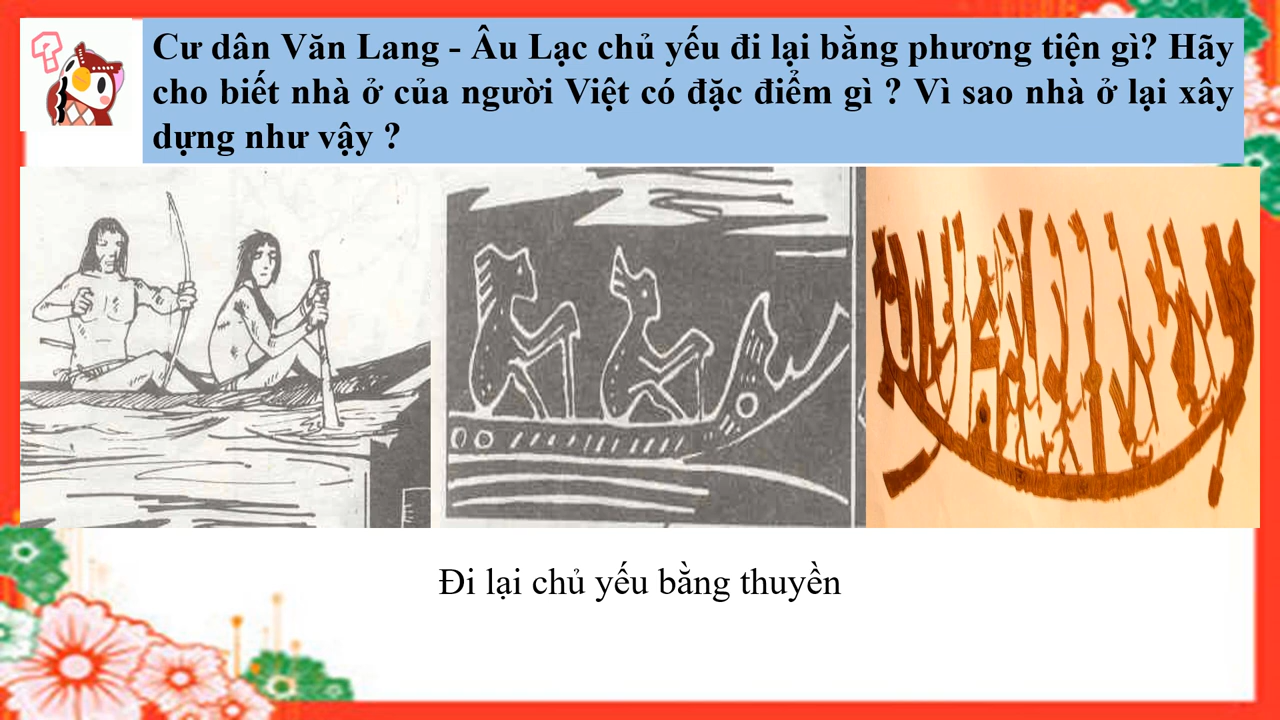 Cư dân Văn Lang - Âu Lạc chủ yếu đi lại bằng phương tiện gì? Hãy
cho biết nhà ở của người Việt có đặc điểm gì ? Vì sao nhà ở lại xây
dựng như vậy ?
Đi lại chủ yếu bằng thuyền